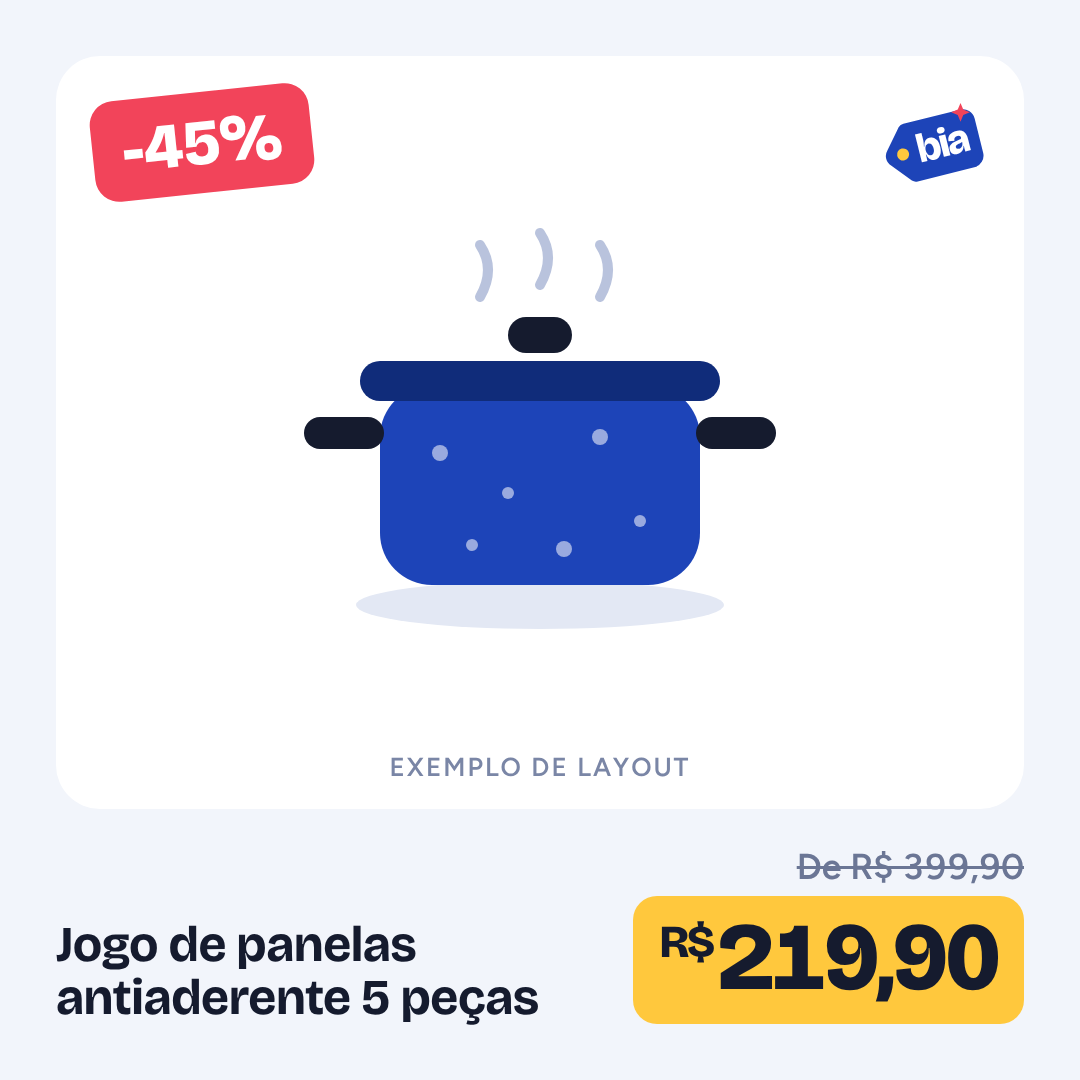 -45%
bia
EXEMPLO DE LAYOUT
De R$ 399,90
Jogo de panelas
antiaderente 5 peças
R$219,90